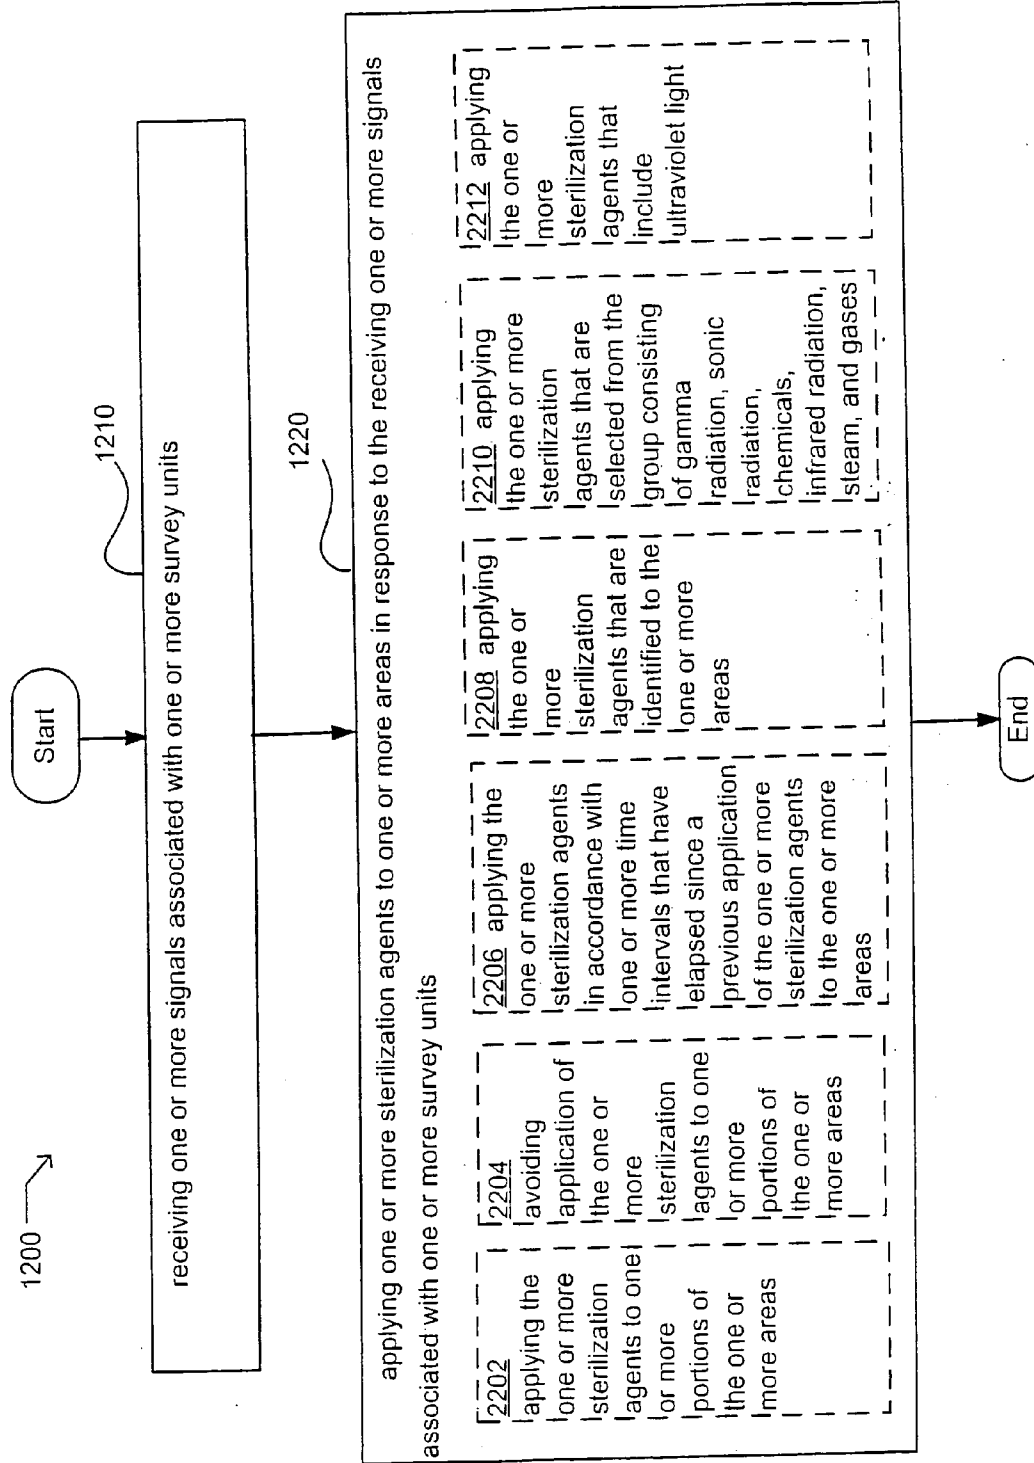 1200
Start
1210
receiving one or more signals associated with one or more survey units
1220
applying one or more sterilization agents to one or more areas in response to the receiving one or more signals
associated with one or more survey units
2202
applying the
one or more
sterilization
agents to one
or more
portions of
the one or
more areas
2204
avoiding
application of
the one or
more
sterilization
agents to one
or more
portions of
the one or
more areas
2206 applying the
one or more
sterilization agents
in accordance with
one or more time
intervals that have
elapsed since a
previous application
of the one or more
sterilization agents
to the one or more
areas
2208 applying
the one or
more
sterilization
agents that are
identified to the
one or more
areas
2210 applying
the one or more
sterilization
agents that are
selected from the
group consisting
of gamma
radiation, sonic
radiation,
chemicals,
infrared radiation,
steam, and gases
2212 applying
the one or
more
sterilization
agents that
include
ultraviolet light
End